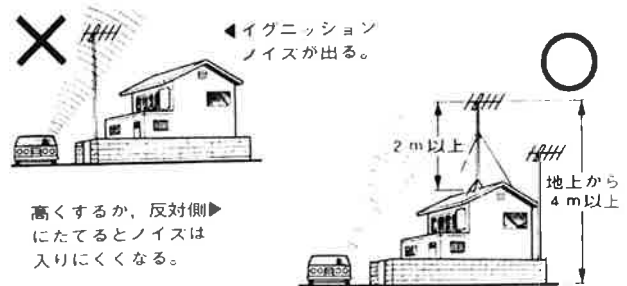 ◀イグニッション
ノイズが出る。
高くするか,反対側▶
にたてるとノイズは
入りにくくなる。
2m以上
地上から
4m以上